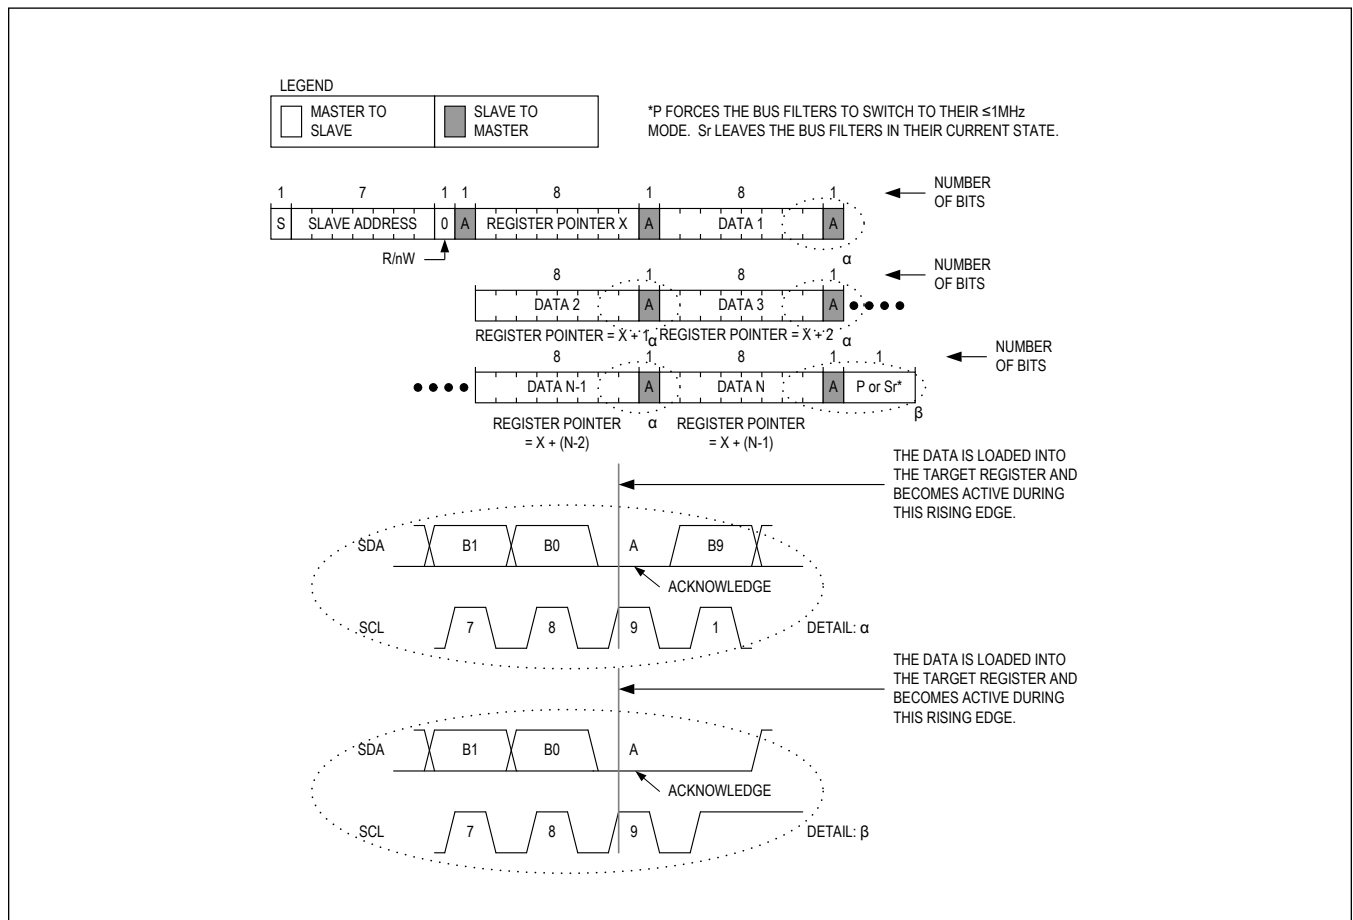 LEGEND
MASTER TO
SLAVE
SLAVE TO
MASTER
*P FORCES THE BUS FILTERS TO SWITCH TO THEIR ≤1MHz
MODE. Sr LEAVES THE BUS FILTERS IN THEIR CURRENT STATE.
1 7 1 1 8 1 8 1
NUMBER
OF BITS
S SLAVE ADDRESS 0 A REGISTER POINTER X A DATA 1 A
R/nW
α
8 1 8 1
NUMBER
OF BITS
DATA 2 A DATA 3 A
REGISTER POINTER = X + 1 α REGISTER POINTER = X + 2 α
8 1 8 1 1
NUMBER
OF BITS
DATA N-1 A DATA N A P or Sr*
β
REGISTER POINTER
= X + (N-2)
α
REGISTER POINTER
= X + (N-1)
THE DATA IS LOADED INTO
THE TARGET REGISTER AND
BECOMES ACTIVE DURING
THIS RISING EDGE.
SDA B1 B0 A B9
ACKNOWLEDGE
SCL 7 8 9 1
DETAIL: α
THE DATA IS LOADED INTO
THE TARGET REGISTER AND
BECOMES ACTIVE DURING
THIS RISING EDGE.
SDA B1 B0 A
ACKNOWLEDGE
SCL 7 8 9
DETAIL: β